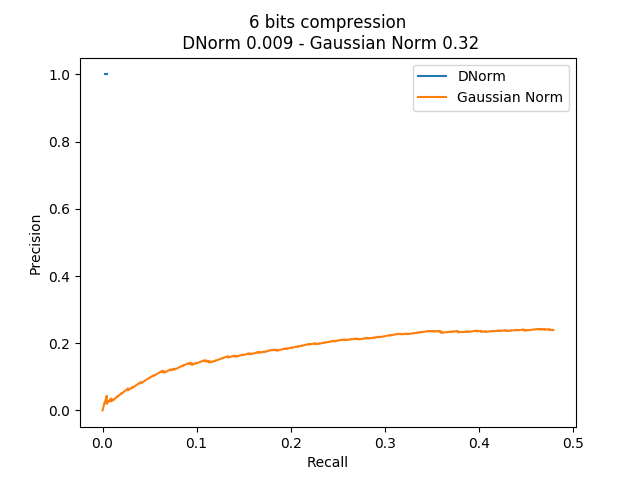 6 bits compression
DNorm 0.009 - Gaussian Norm 0.32
DNorm
Gaussian Norm
Precision
1.0
0.8
0.6
0.4
0.2
0.0
0.0 0.1 0.2 0.3 0.4 0.5
Recall